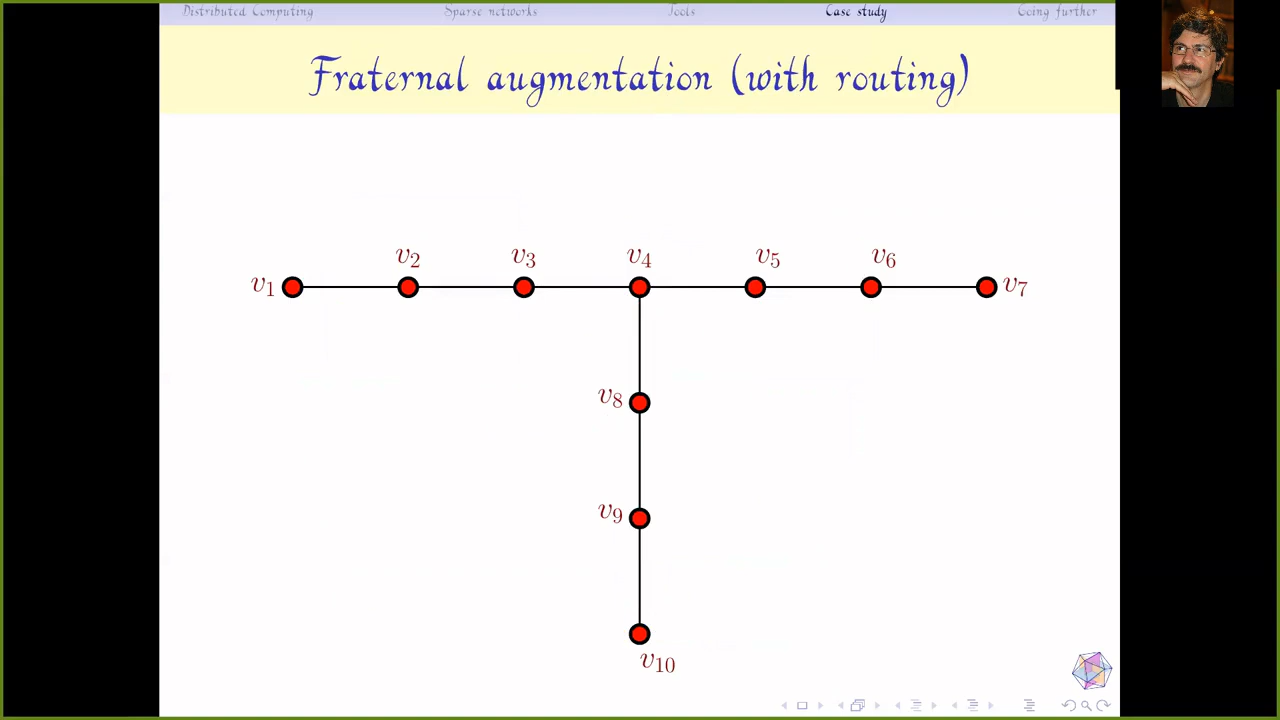 Distributed Computing Sparse networks Tools Case study Going further
Fraternal augmentation (with routing)
v1 v2 v3 v4 v5 v6 v7
v8
v9
v10